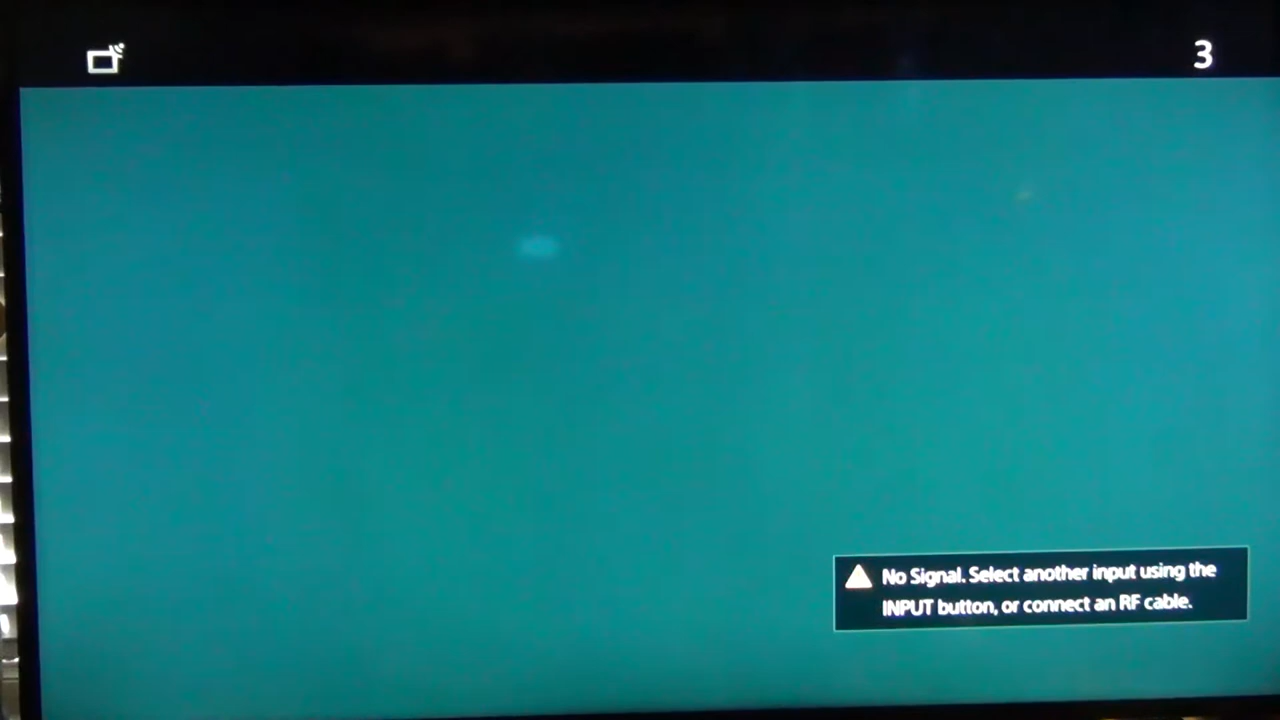 3
No Signal. Select another input using the
INPUT button, or connect an RF cable.